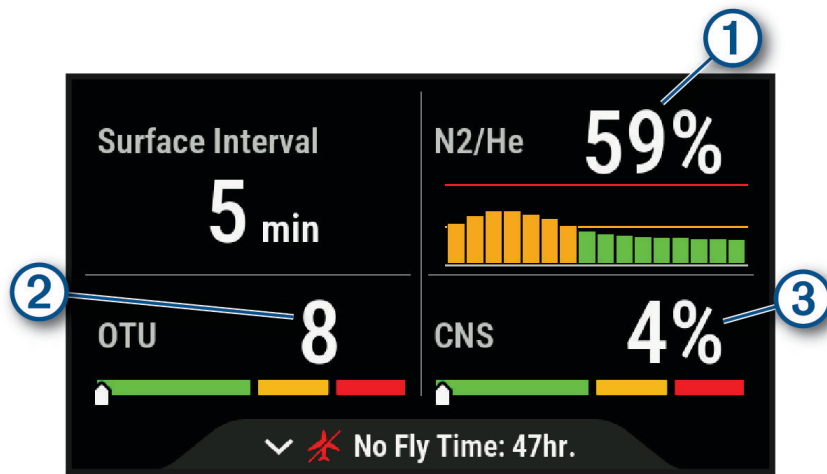 1
Surface Interval
5 min
N2/He 59%
2
OTU 8
3
CNS 4%
No Fly Time: 47hr.